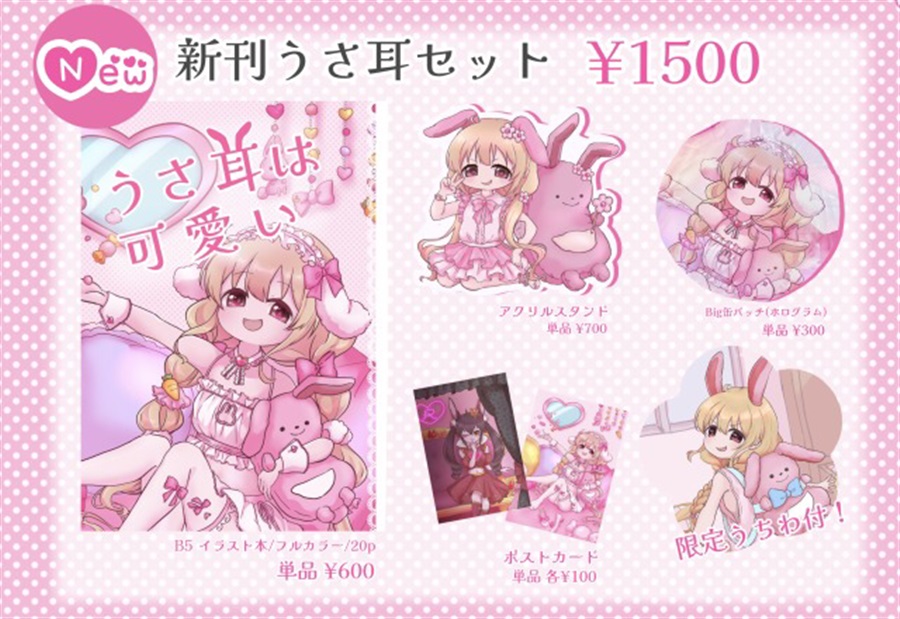 New
新刊うさ耳セット ¥1500
うさ耳は
可愛い
B5 イラスト本/フルカラー/20p
単品 ¥600
アクリルスタンド
単品 ¥700
Big缶バッチ(ホログラム)
単品 ¥300
ポストカード
単品 各¥100
限定うちわ付!